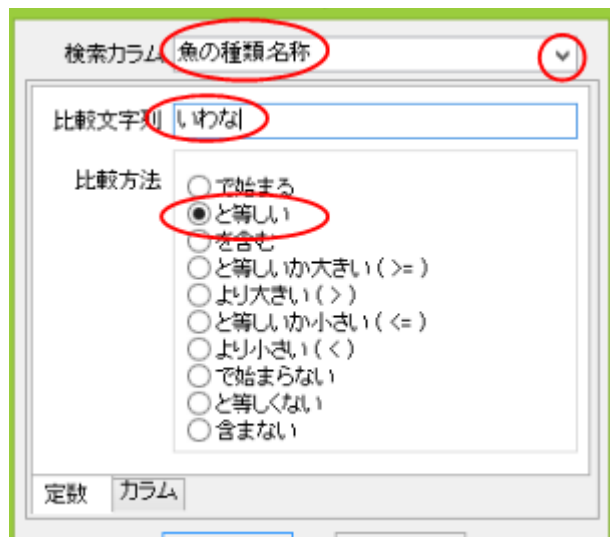 検索カラム 魚の種類名称
比較文字列 いわな
比較方法
で始まる
と等しい
を含む
と等しいか大きい(>=)
より大きい(>)
と等しいか小さい(<=)
より小さい(<)
で始まらない
と等しくない
含まない
定数 カラム